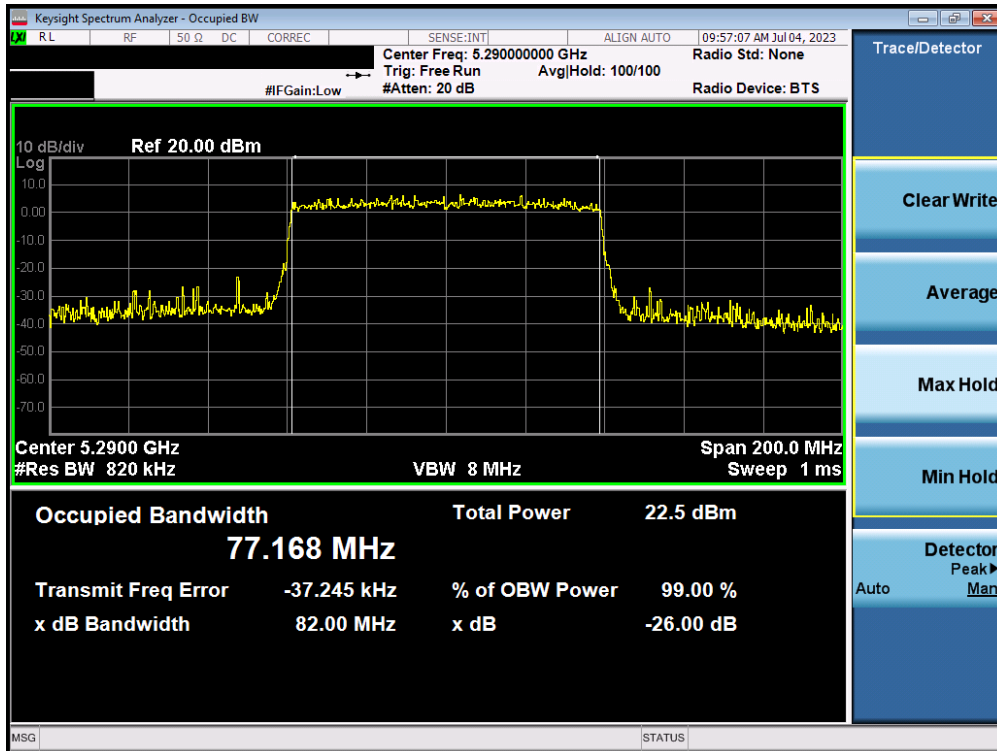 Keysight Spectrum Analyzer - Occupied BW
LXI RL RF 50 Ω DC CORREC SENSE:INT ALIGN AUTO 09:57:07 AM Jul 04, 2023
Center Freq: 5.290000000 GHz Radio Std: None
Trig: Free Run Avg|Hold: 100/100
#IFGain:Low #Atten: 20 dB Radio Device: BTS
10 dB/div Ref 20.00 dBm
Log
10.0
0.00
-10.0
-20.0
-30.0
-40.0
-50.0
-60.0
-70.0
Center 5.2900 GHz Span 200.0 MHz
#Res BW 820 kHz VBW 8 MHz Sweep 1 ms
Occupied Bandwidth Total Power 22.5 dBm
77.168 MHz
Transmit Freq Error -37.245 kHz % of OBW Power 99.00 %
x dB Bandwidth 82.00 MHz x dB -26.00 dB
MSG STATUS
Trace/Detector
Clear Write
Average
Max Hold
Min Hold
Detector
Peak▶
Auto Man